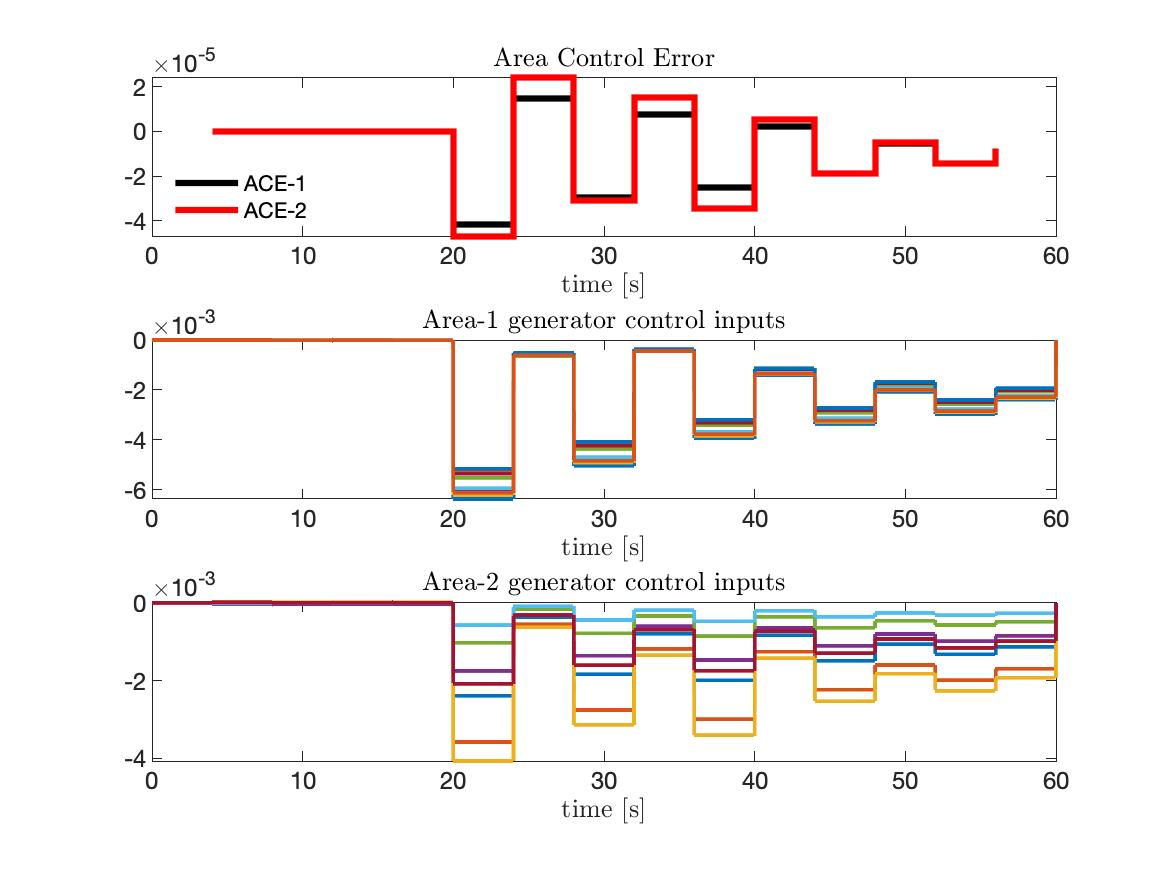 ×10⁻⁵
Area Control Error
2
0
-2
-4
ACE-1
ACE-2
0 10 20 30 40 50 60
time [s]
×10⁻³
Area-1 generator control inputs
0
-2
-4
-6
0 10 20 30 40 50 60
time [s]
×10⁻³
Area-2 generator control inputs
0
-2
-4
0 10 20 30 40 50 60
time [s]